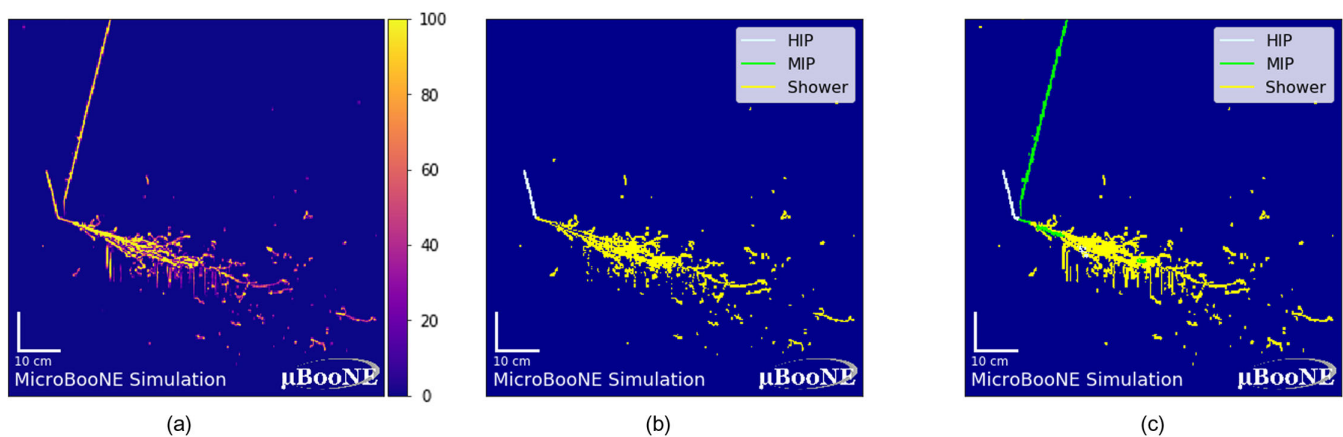 100
80
60
40
20
0
10 cm
MicroBooNE Simulation
µBooNE
(a)
HIP
MIP
Shower
10 cm
MicroBooNE Simulation
µBooNE
(b)
HIP
MIP
Shower
10 cm
MicroBooNE Simulation
µBooNE
(c)